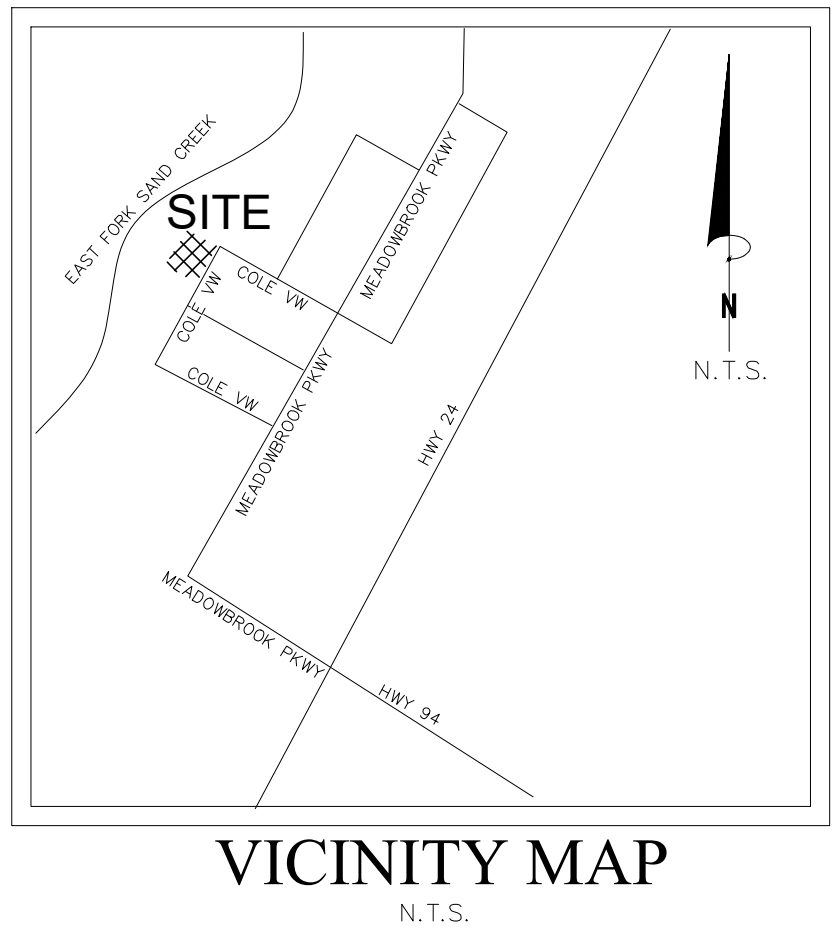 EAST FORK SAND CREEK
SITE
MEADOWBROOK PKWY
COLE VW
COLE VW
COLE VW
MEADOWBROOK PKWY
HWY 24
N
N.T.S.
MEADOWBROOK PKWY
HWY 94
VICINITY MAP
N.T.S.